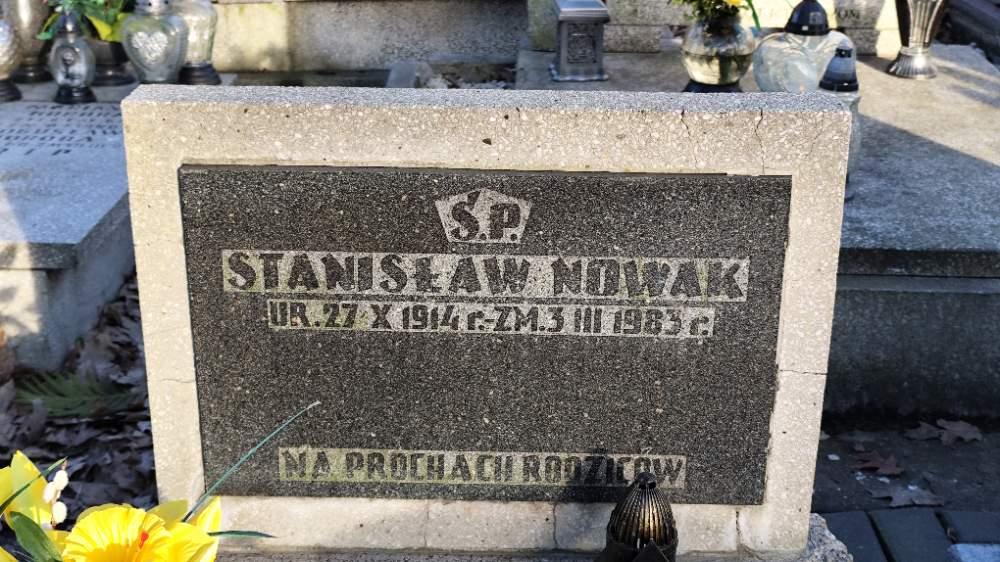 Ś.P.
STANISŁAW NOWAK
UR.27 X 1914 r.-ZM.3 III 1983 r.
NA PROCHACH RODZICÓW